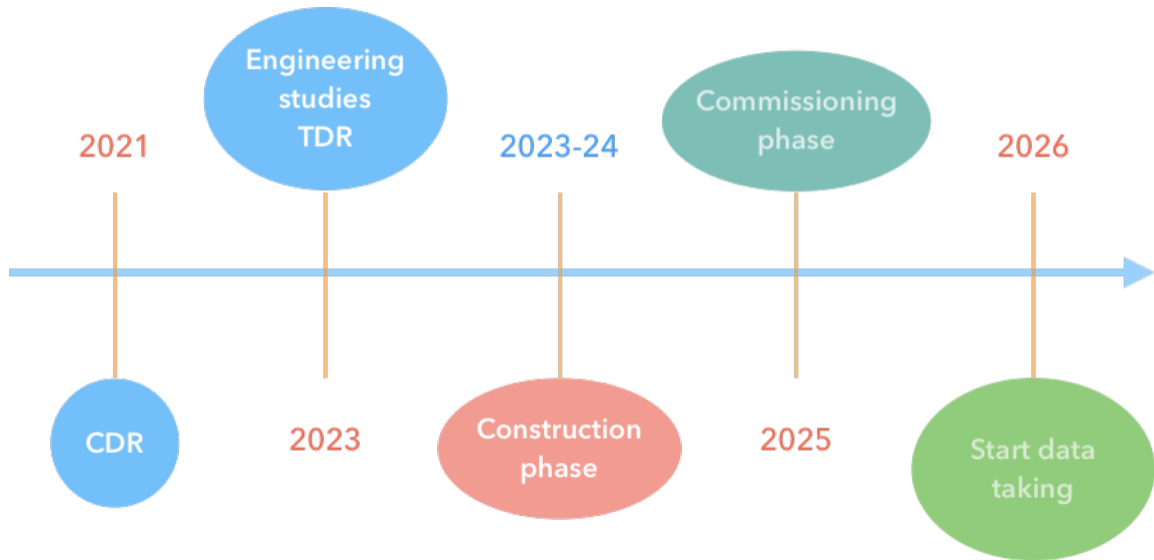 2021
CDR
Engineering
studies
TDR
2023
2023-24
Construction
phase
Commissioning
phase
2025
2026
Start data
taking